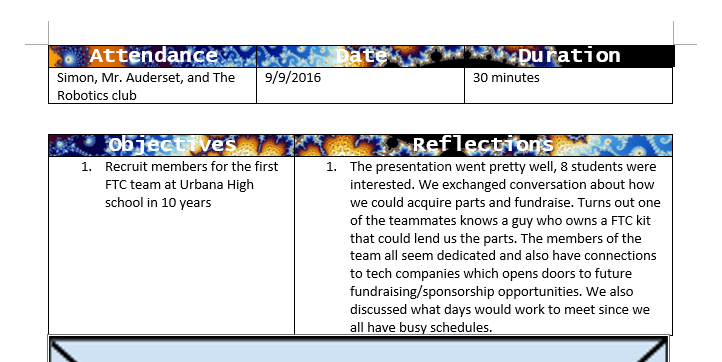 Attendance Date Duration
Simon, Mr. Auderset, and The 9/9/2016 30 minutes
Robotics club
Objectives Reflections
1. Recruit members for the first
FTC team at Urbana High
school in 10 years
1. The presentation went pretty well, 8 students were
interested. We exchanged conversation about how
we could acquire parts and fundraise. Turns out one
of the teammates knows a guy who owns a FTC kit
that could lend us the parts. The members of the
team all seem dedicated and also have connections
to tech companies which opens doors to future
fundraising/sponsorship opportunities. We also
discussed what days would work to meet since we
all have busy schedules.